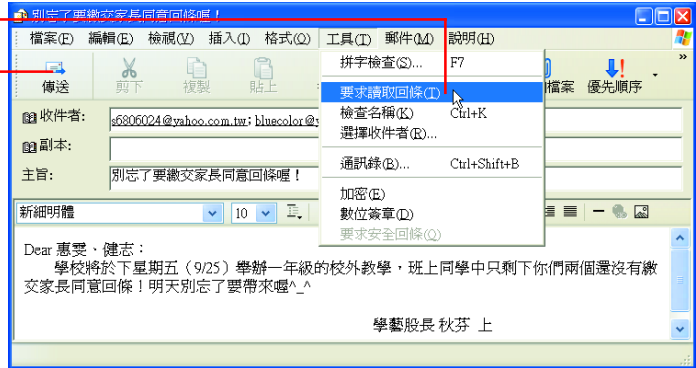 別忘了要繳交家長同意回條喔！
檔案(F) 編輯(E) 檢視(V) 插入(I) 格式(O) 工具(T) 郵件(M) 說明(H)
傳送 剪下 複製 貼上 檔案 優先順序 »
拼字檢查(S)... F7
要求讀取回條(T)
檢查名稱(K) Ctrl+K
選擇收件者(R)...
通訊錄(B)... Ctrl+Shift+B
加密(E)
數位簽章(D)
要求安全回條(Q)
收件者: s6806024@yahoo.com.tw; bluecolor@
副本:
主旨: 別忘了要繳交家長同意回條喔！
新細明體 10
Dear 惠雯、健志：
學校將於下星期五（9/25）舉辦一年級的校外教學，班上同學中只剩下你們兩個還沒有繳
交家長同意回條！明天別忘了要帶來喔^_^
學藝股長 秋芬 上